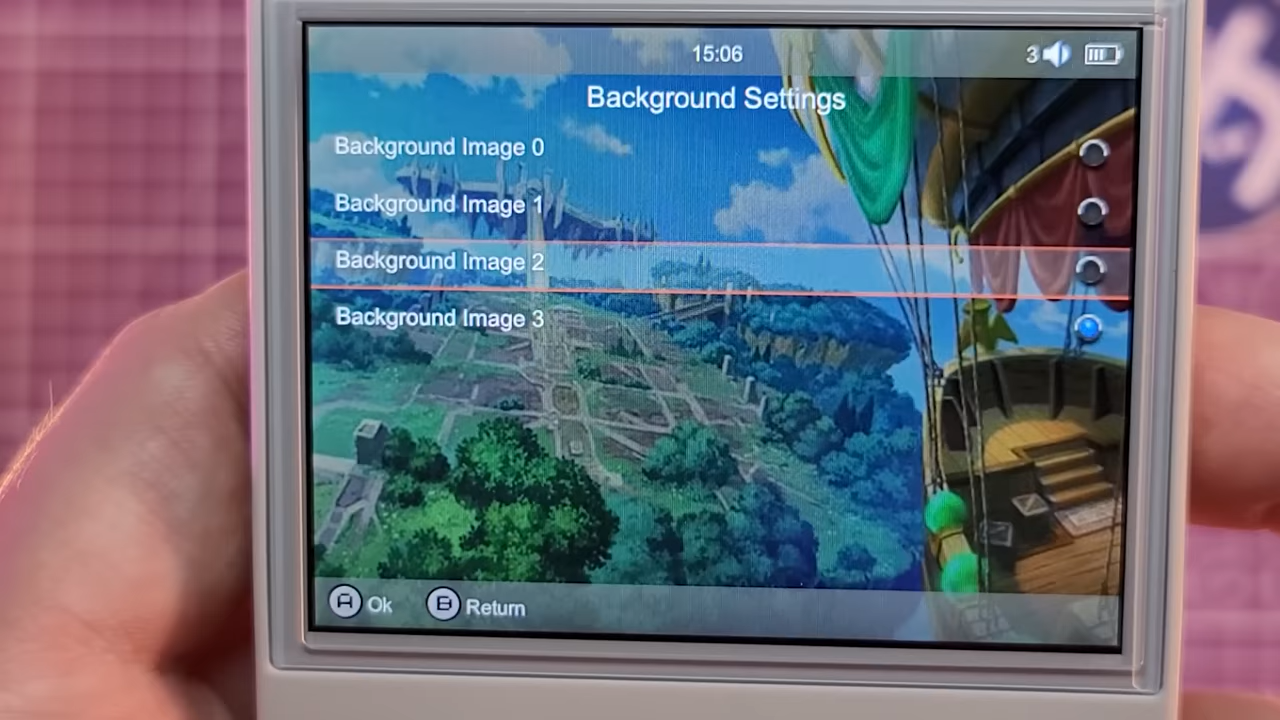 15:06
3
Background Settings
Background Image 0
Background Image 1
Background Image 2
Background Image 3
A Ok B Return